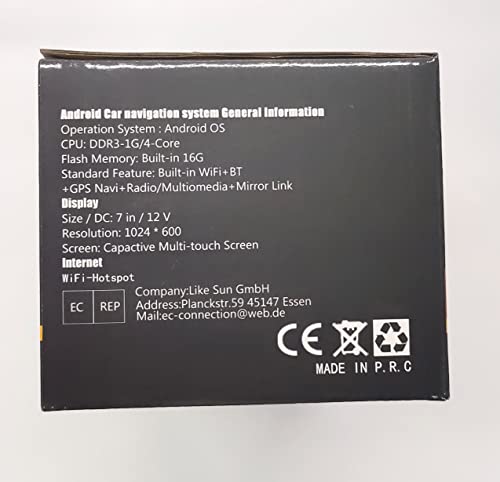 Android Car navigation system General Information
Operation System : Android OS
CPU: DDR3-1G/4-Core
Flash Memory: Built-in 16G
Standard Feature: Built-in WiFi+BT
+GPS Navi+Radio/Multiomedia+Mirror Link
Display
Size / DC: 7 in / 12 V
Resolution: 1024 * 600
Screen: Capactive Multi-touch Screen
Internet
WiFi-Hotspot
EC REP
Company:Like Sun GmbH
Address:Planckstr.59 45147 Essen
Mail:ec-connection@web.de
CE
MADE IN P.R.C